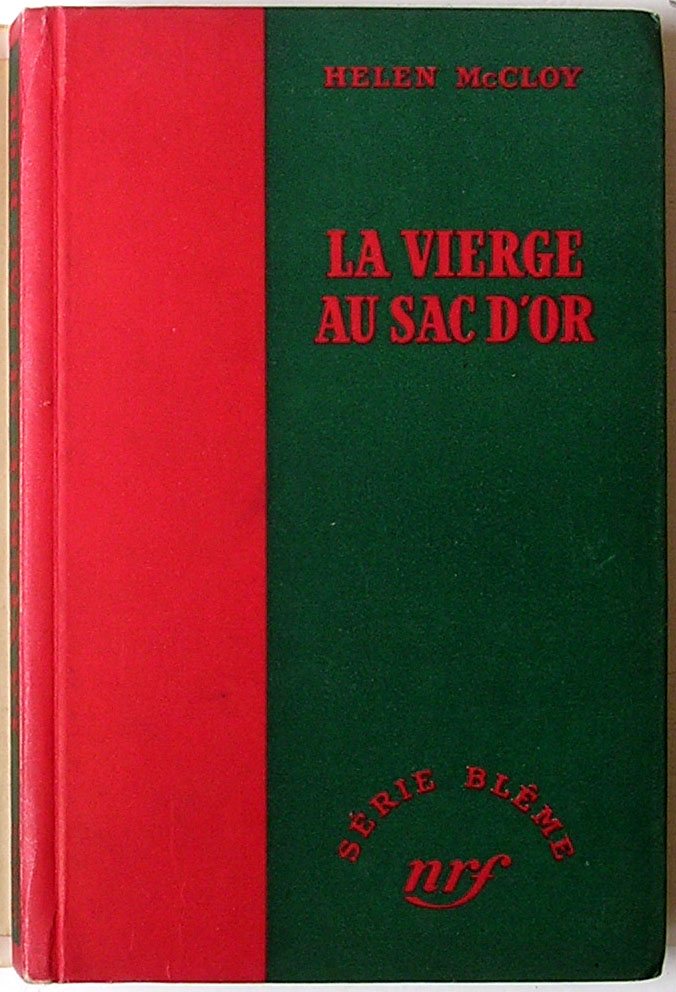 HELEN McCLOY
LA VIERGE
AU SAC D'OR
SÉRIE BLÊME
nrf